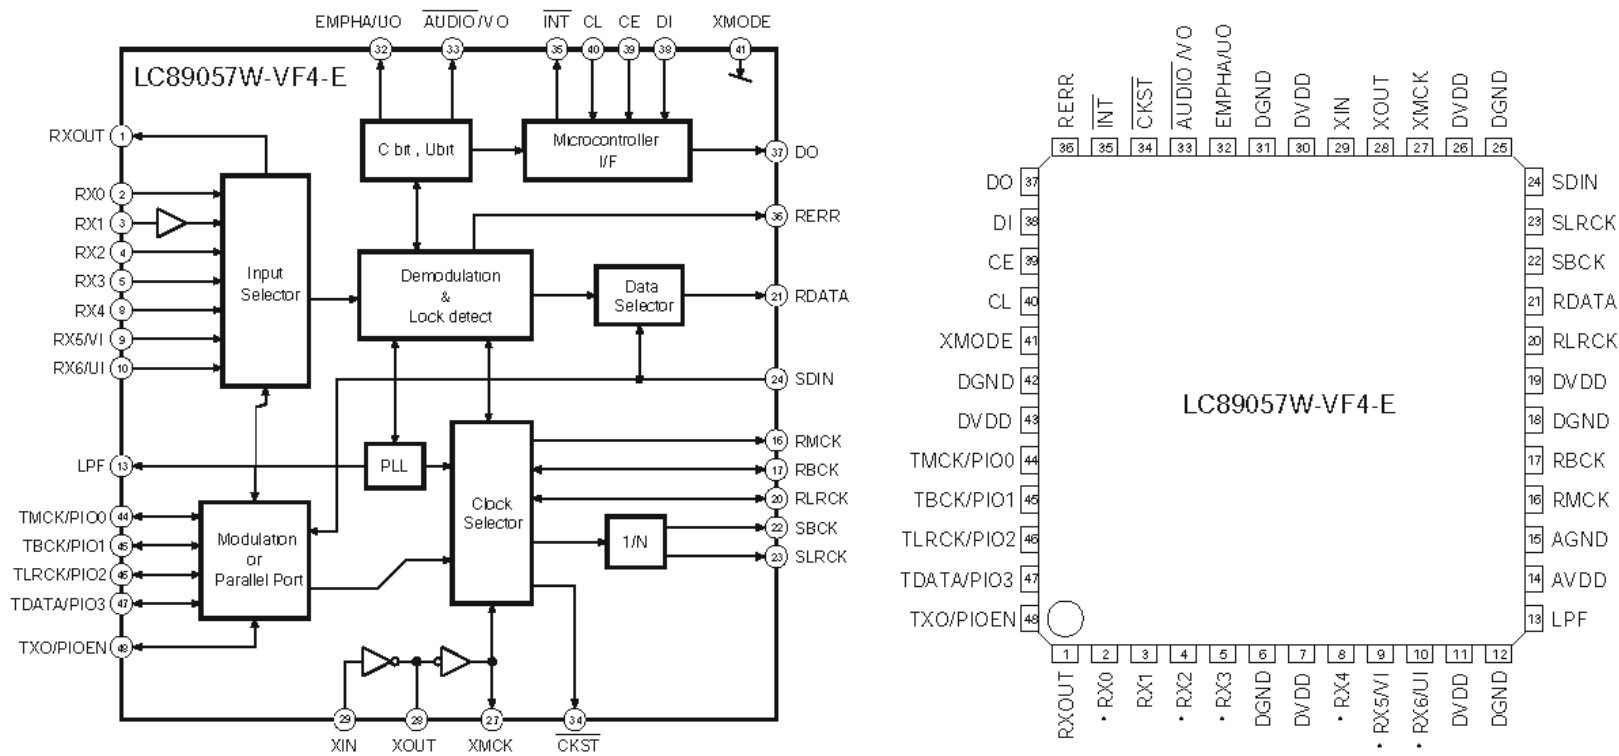 EMPHA/UO AUDIO/VO INT CL CE DI XMODE
32 33 35 40 39 38 41
LC89057W-VF4-E
RXOUT 1
C bit, Ubit
Microcontroller
I/F
37 DO
RX0 2
RX1 3
RX2 4
RX3 5
RX4 8
RX5/VI 9
RX6/UI 10
Input
Selector
36 RERR
Demodulation
&
Lock detect
Data
Selector
21 RDATA
24 SDIN
LPF 13
PLL
Clock
Selector
16 RMCK
17 RBCK
20 RLRCK
22 SBCK
23 SLRCK
1/N
TMCK/PIO0 44
TBCK/PIO1 45
TLRCK/PIO2 46
TDATA/PIO3 47
TXO/PIOEN 48
Modulation
or
Parallel Port
29 28 27 34
XIN XOUT XMCK CKST
RERR INT CKST AUDIO/VO EMPHA/UO DGND DVDD XIN XOUT XMCK DVDD DGND
36 35 34 33 32 31 30 29 28 27 26 25
DO 37
DI 38
CE 39
CL 40
XMODE 41
DGND 42
DVDD 43
TMCK/PIO0 44
TBCK/PIO1 45
TLRCK/PIO2 46
TDATA/PIO3 47
TXO/PIOEN 48
LC89057W-VF4-E
24 SDIN
23 SLRCK
22 SBCK
21 RDATA
20 RLRCK
19 DVDD
18 DGND
17 RBCK
16 RMCK
15 AGND
14 AVDD
13 LPF
1 2 3 4 5 6 7 8 9 10 11 12
RXOUT • RX0 RX1 • RX2 • RX3 DGND DVDD • RX4 • RX5/VI • RX6/UI DVDD DGND